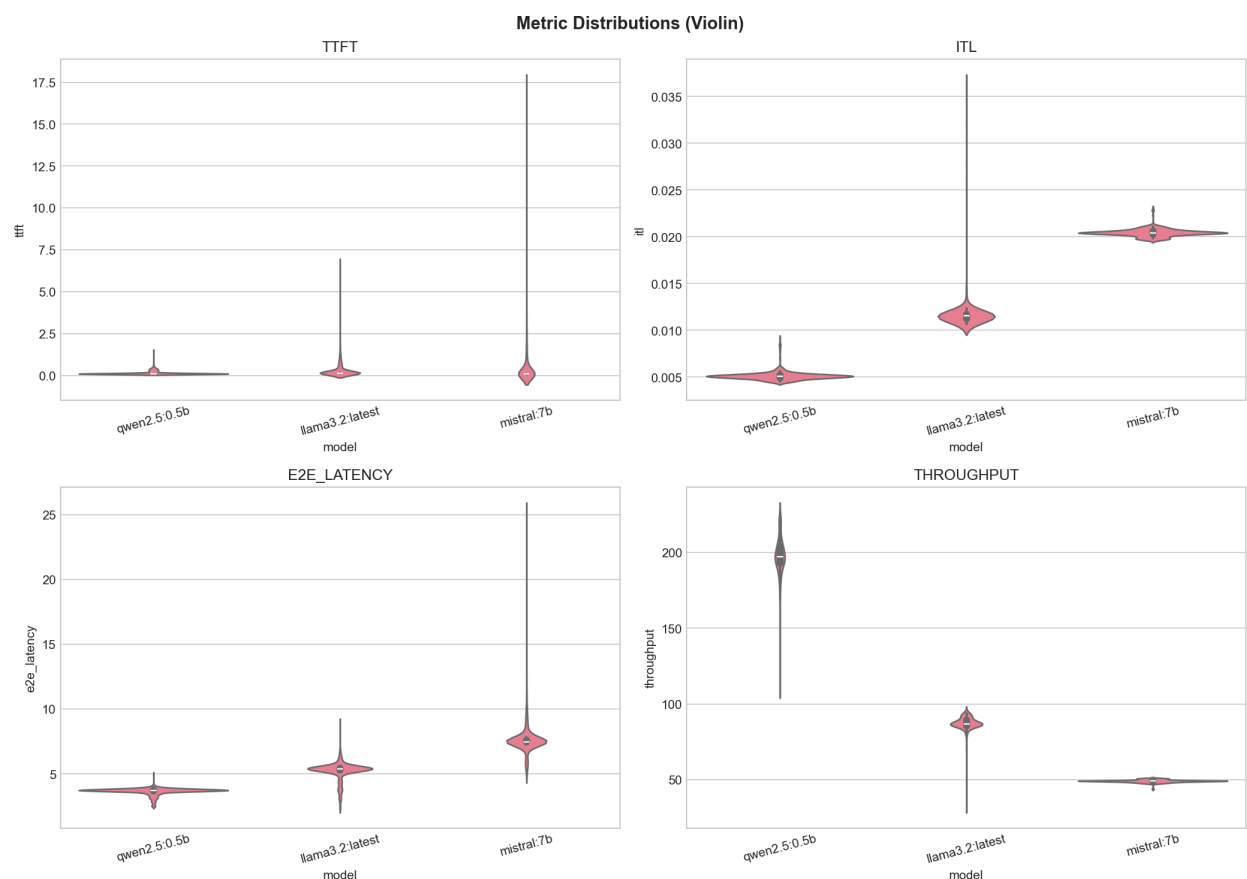 Metric Distributions (Violin)
TTFT
17.5
15.0
12.5
10.0
7.5
5.0
2.5
0.0
ttft
qwen2.5:0.5b
llama3.2:latest
mistral:7b
model
ITL
0.035
0.030
0.025
0.020
0.015
0.010
0.005
itl
qwen2.5:0.5b
llama3.2:latest
mistral:7b
model
E2E_LATENCY
25
20
15
10
5
e2e_latency
qwen2.5:0.5b
llama3.2:latest
mistral:7b
model
THROUGHPUT
200
150
100
50
throughput
qwen2.5:0.5b
llama3.2:latest
mistral:7b
model